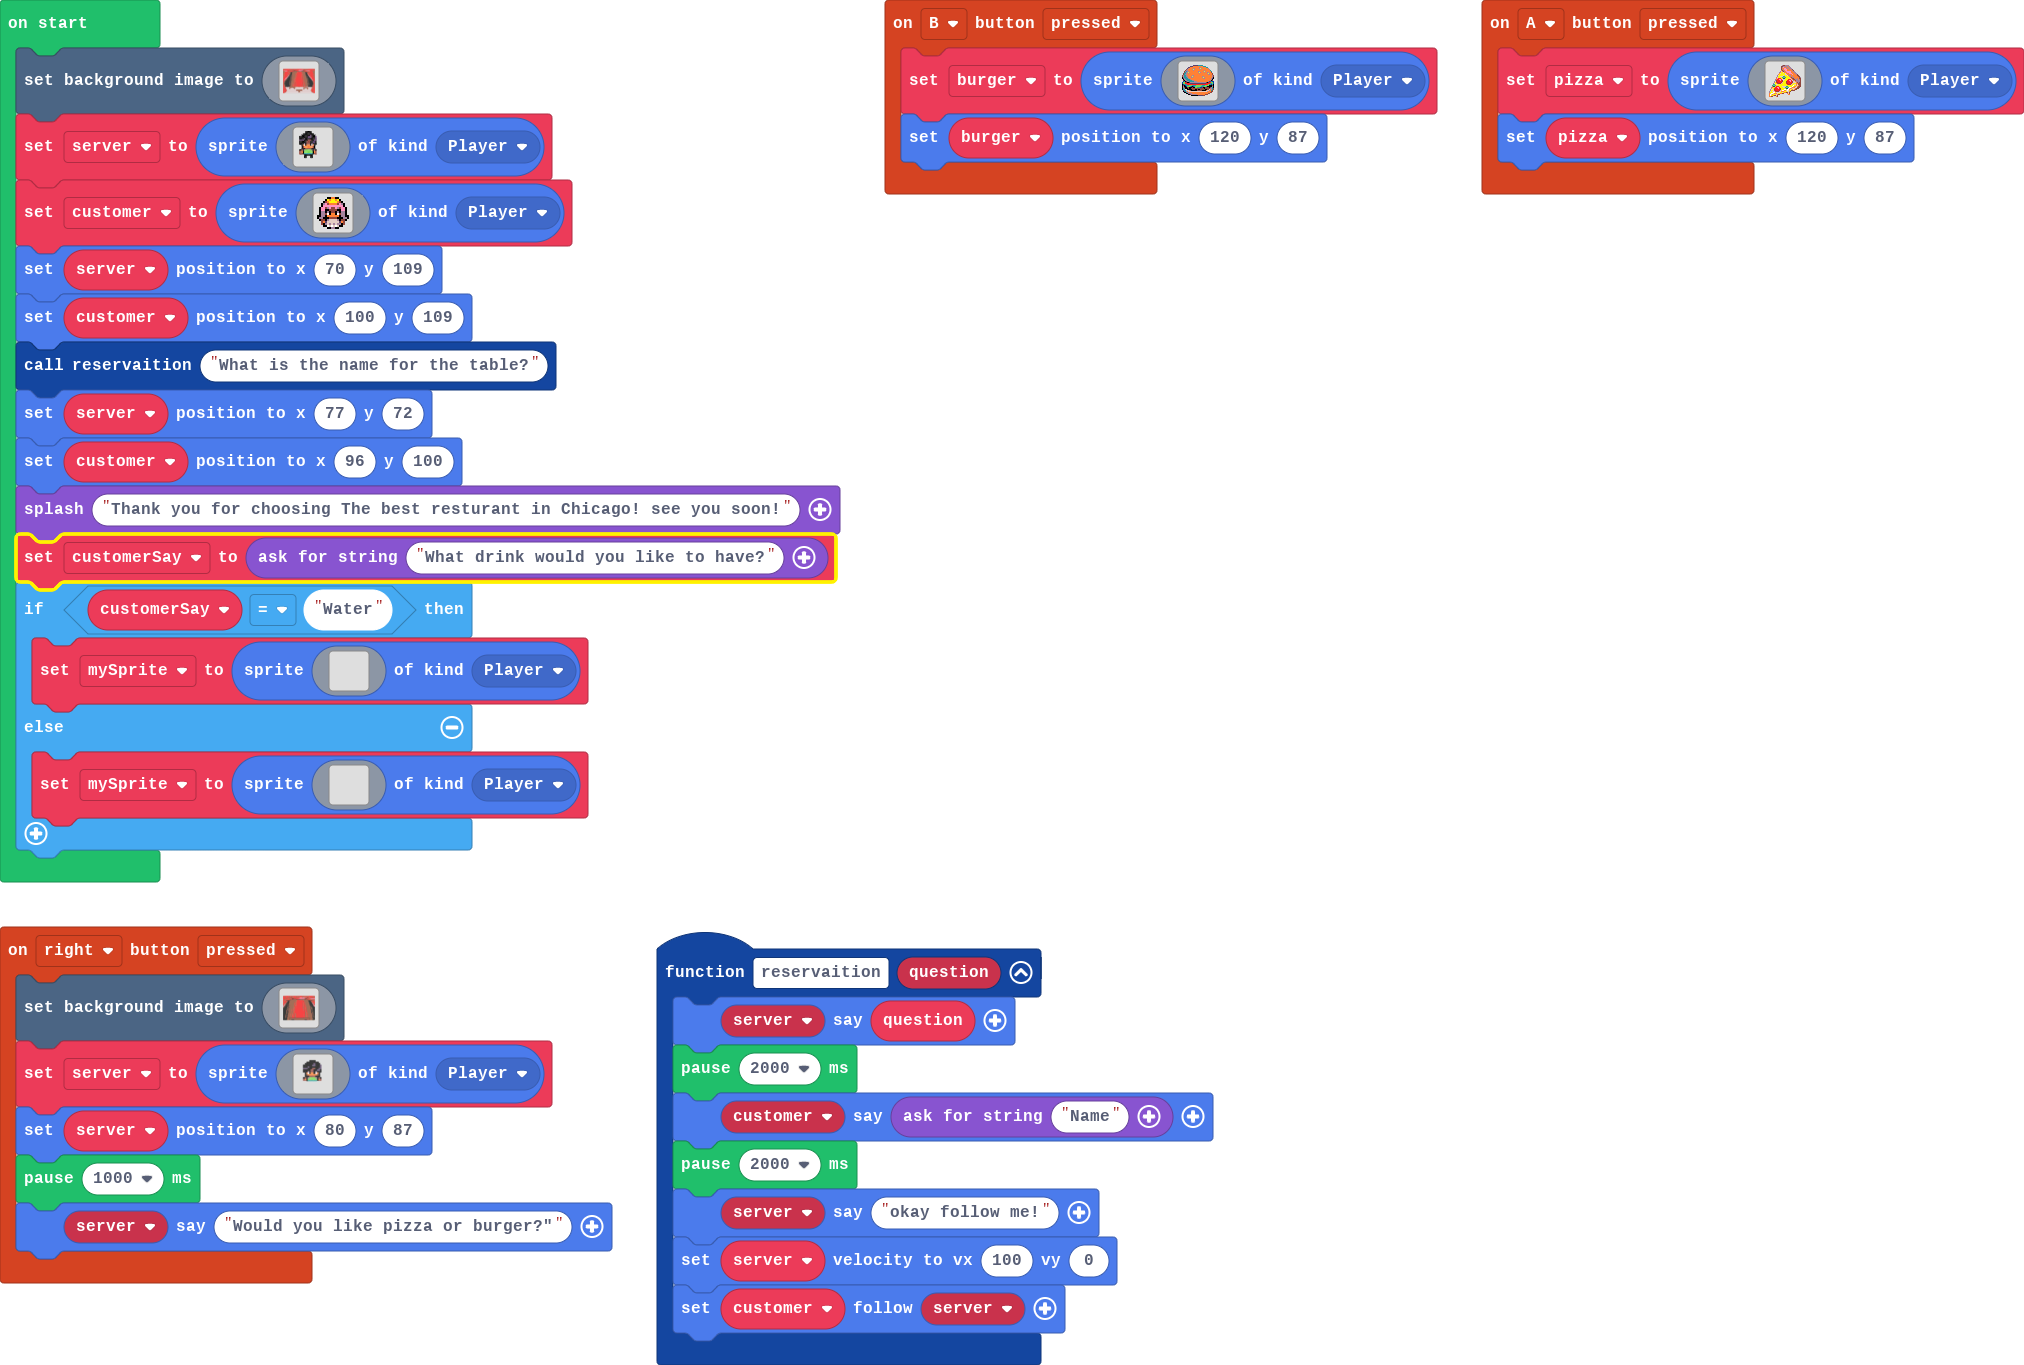 on start
set background image to
set server to sprite of kind Player
set customer to sprite of kind Player
set server position to x 70 y 109
set customer position to x 100 y 109
call reservaition "What is the name for the table?"
set server position to x 77 y 72
set customer position to x 96 y 100
splash "Thank you for choosing The best resturant in Chicago! see you soon!"
set customerSay to ask for string "What drink would you like to have?"
if customerSay = "Water" then
set mySprite to sprite of kind Player
else
set mySprite to sprite of kind Player
on B button pressed
set burger to sprite of kind Player
set burger position to x 120 y 87
on A button pressed
set pizza to sprite of kind Player
set pizza position to x 120 y 87
on right button pressed
set background image to
set server to sprite of kind Player
set server position to x 80 y 87
pause 1000 ms
server say "Would you like pizza or burger?""
function reservaition question
server say question
pause 2000 ms
customer say ask for string "Name"
pause 2000 ms
server say "okay follow me!"
set server velocity to vx 100 vy 0
set customer follow server